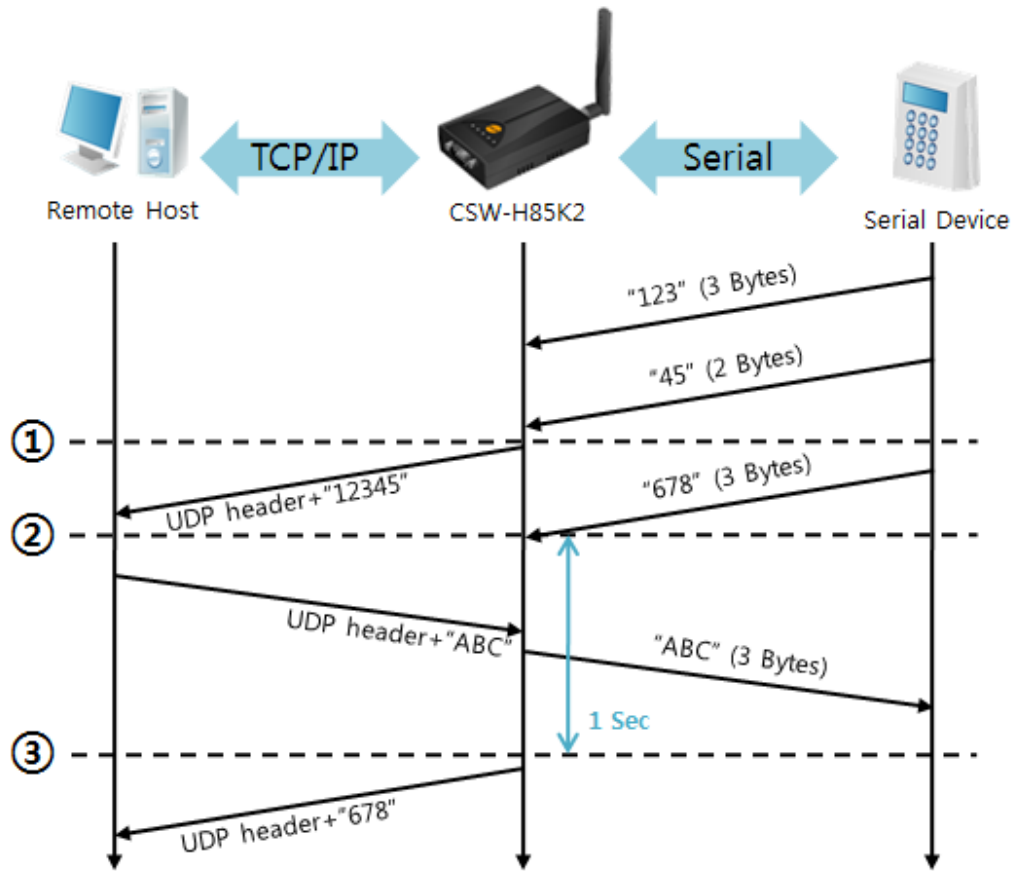 TCP/IP
Serial
Remote Host
CSW-H85K2
Serial Device
“123” (3 Bytes)
“45” (2 Bytes)
①
UDP header+“12345”
“678” (3 Bytes)
②
UDP header+“ABC”
“ABC” (3 Bytes)
1 Sec
③
UDP header+“678”